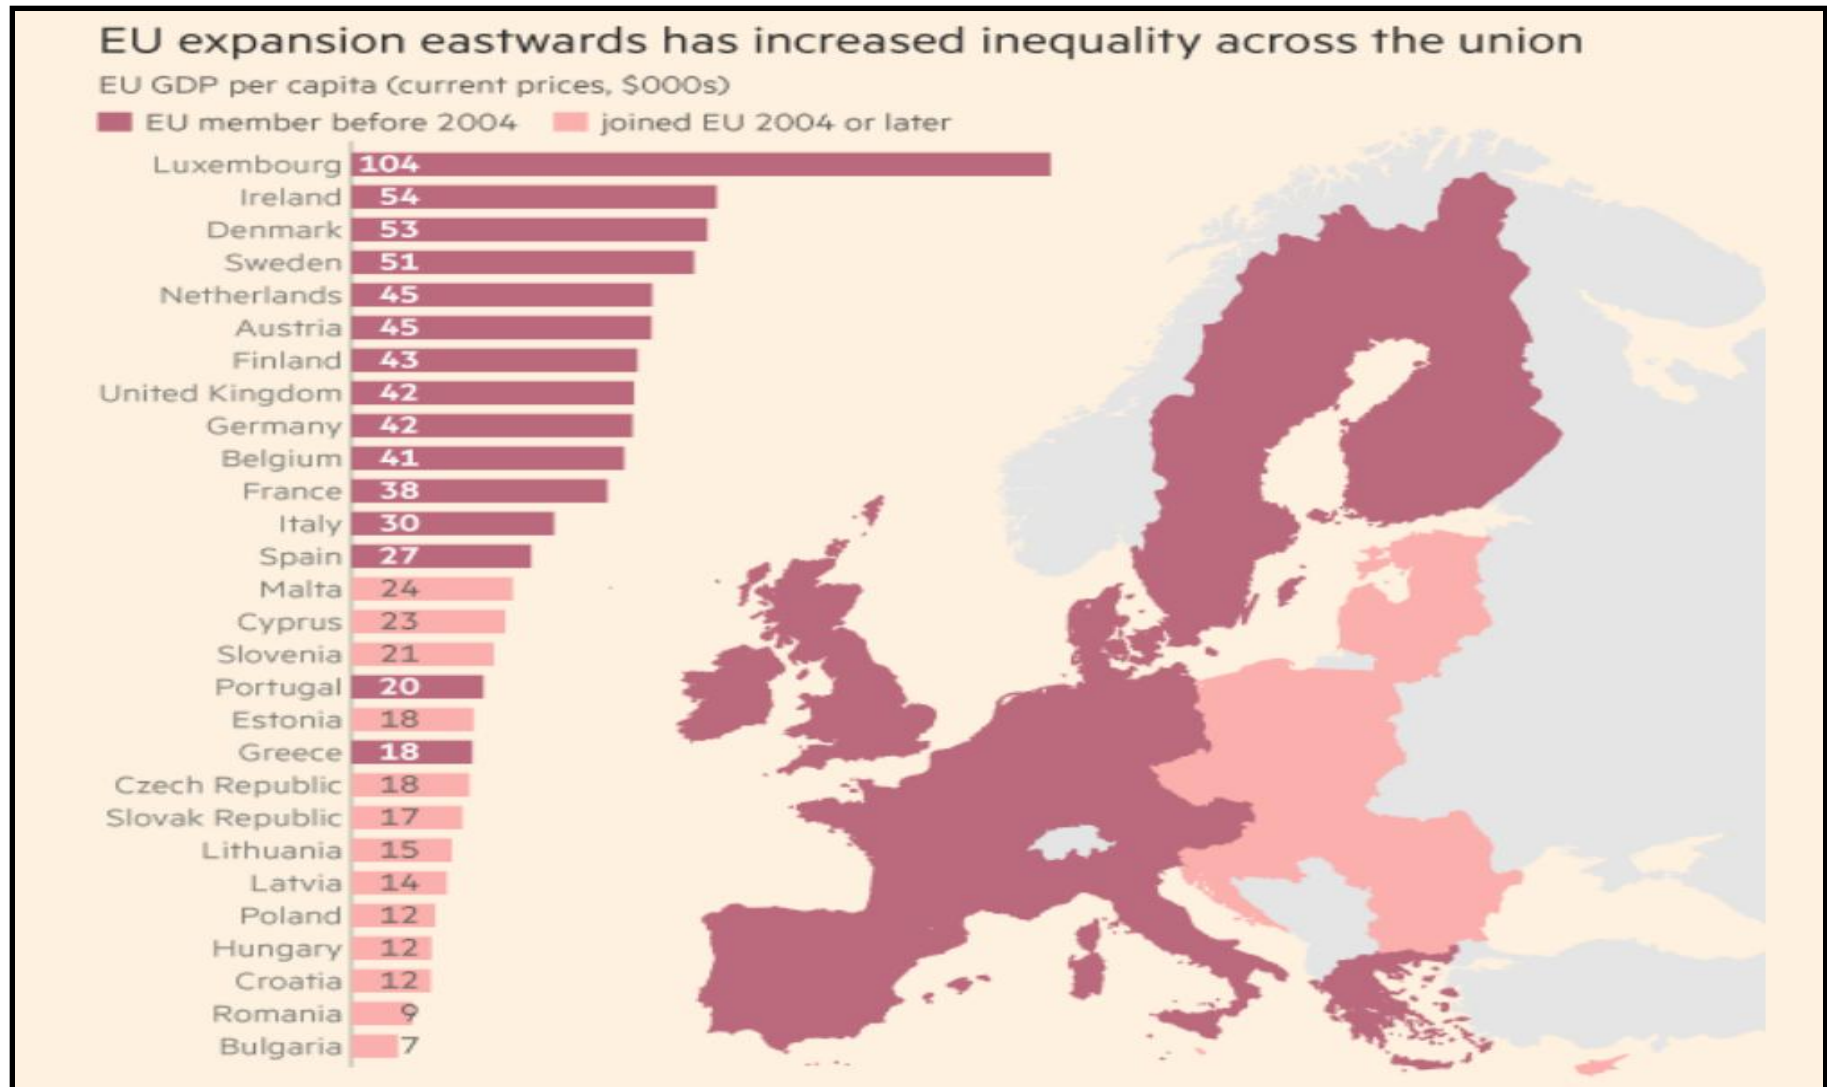 EU expansion eastwards has increased inequality across the union
EU GDP per capita (current prices, $000s)
EU member before 2004 joined EU 2004 or later
Luxembourg 104
Ireland 54
Denmark 53
Sweden 51
Netherlands 45
Austria 45
Finland 43
United Kingdom 42
Germany 42
Belgium 41
France 38
Italy 30
Spain 27
Malta 24
Cyprus 23
Slovenia 21
Portugal 20
Estonia 18
Greece 18
Czech Republic 18
Slovak Republic 17
Lithuania 15
Latvia 14
Poland 12
Hungary 12
Croatia 12
Romania 9
Bulgaria 7